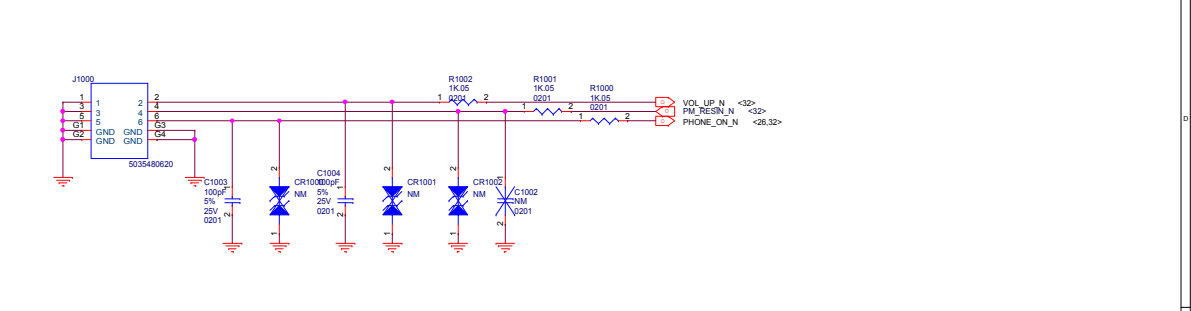 J1000
1 1 2 2
3 3 4 4
5 5 6 6
G1 GND GND G3
G2 GND GND G4
5035480620
R1002
1K.05
0201
1 2
R1001
1K.05
0201
1 2
R1000
1K.05
0201
1 2
VOL_UP_N <32>
PM_RESIN_N <32>
PHONE_ON_N <26,32>
C1003
100pF
5%
25V
0201
1
2
CR1000
NM
2
1
C1004
100pF
5%
25V
0201
1
2
CR1001
NM
2
1
CR1002
NM
2
1
C1002
NM
0201
1
2
D